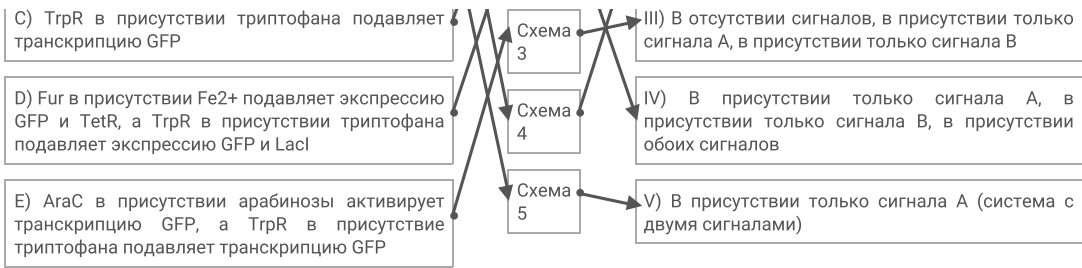 С) TrpR в присутствии триптофана подавляет
транскрипцию GFP
D) Fur в присутствии Fe2+ подавляет экспрессию
GFP и TetR, а TrpR в присутствии триптофана
подавляет экспрессию GFP и LacI
E) AraC в присутствии арабинозы активирует
транскрипцию GFP, а TrpR в присутствие
триптофана подавляет транскрипцию GFP
Схема
3
Схема
4
Схема
5
III) В отсутствии сигналов, в присутствии только
сигнала А, в присутствии только сигнала В
IV) В присутствии только сигнала А, в
присутствии только сигнала В, в присутствии
обоих сигналов
V) В присутствии только сигнала А (система с
двумя сигналами)